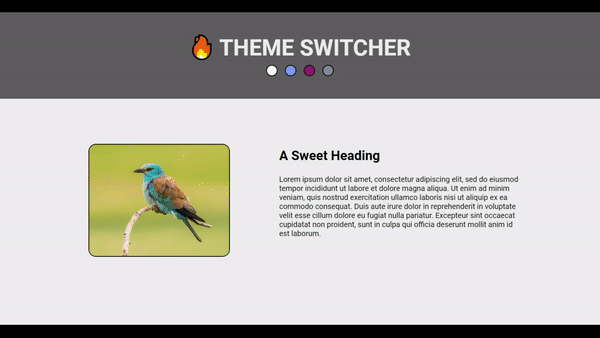 THEME SWITCHER
A Sweet Heading
Lorem ipsum dolor sit amet, consectetur adipiscing elit, sed do eiusmod
tempor incididunt ut labore et dolore magna aliqua. Ut enim ad minim
veniam, quis nostrud exercitation ullamco laboris nisi ut aliquip ex ea
commodo consequat. Duis aute irure dolor in reprehenderit in voluptate
velit esse cillum dolore eu fugiat nulla pariatur. Excepteur sint occaecat
cupidatat non proident, sunt in culpa qui officia deserunt mollit anim id
est laborum.